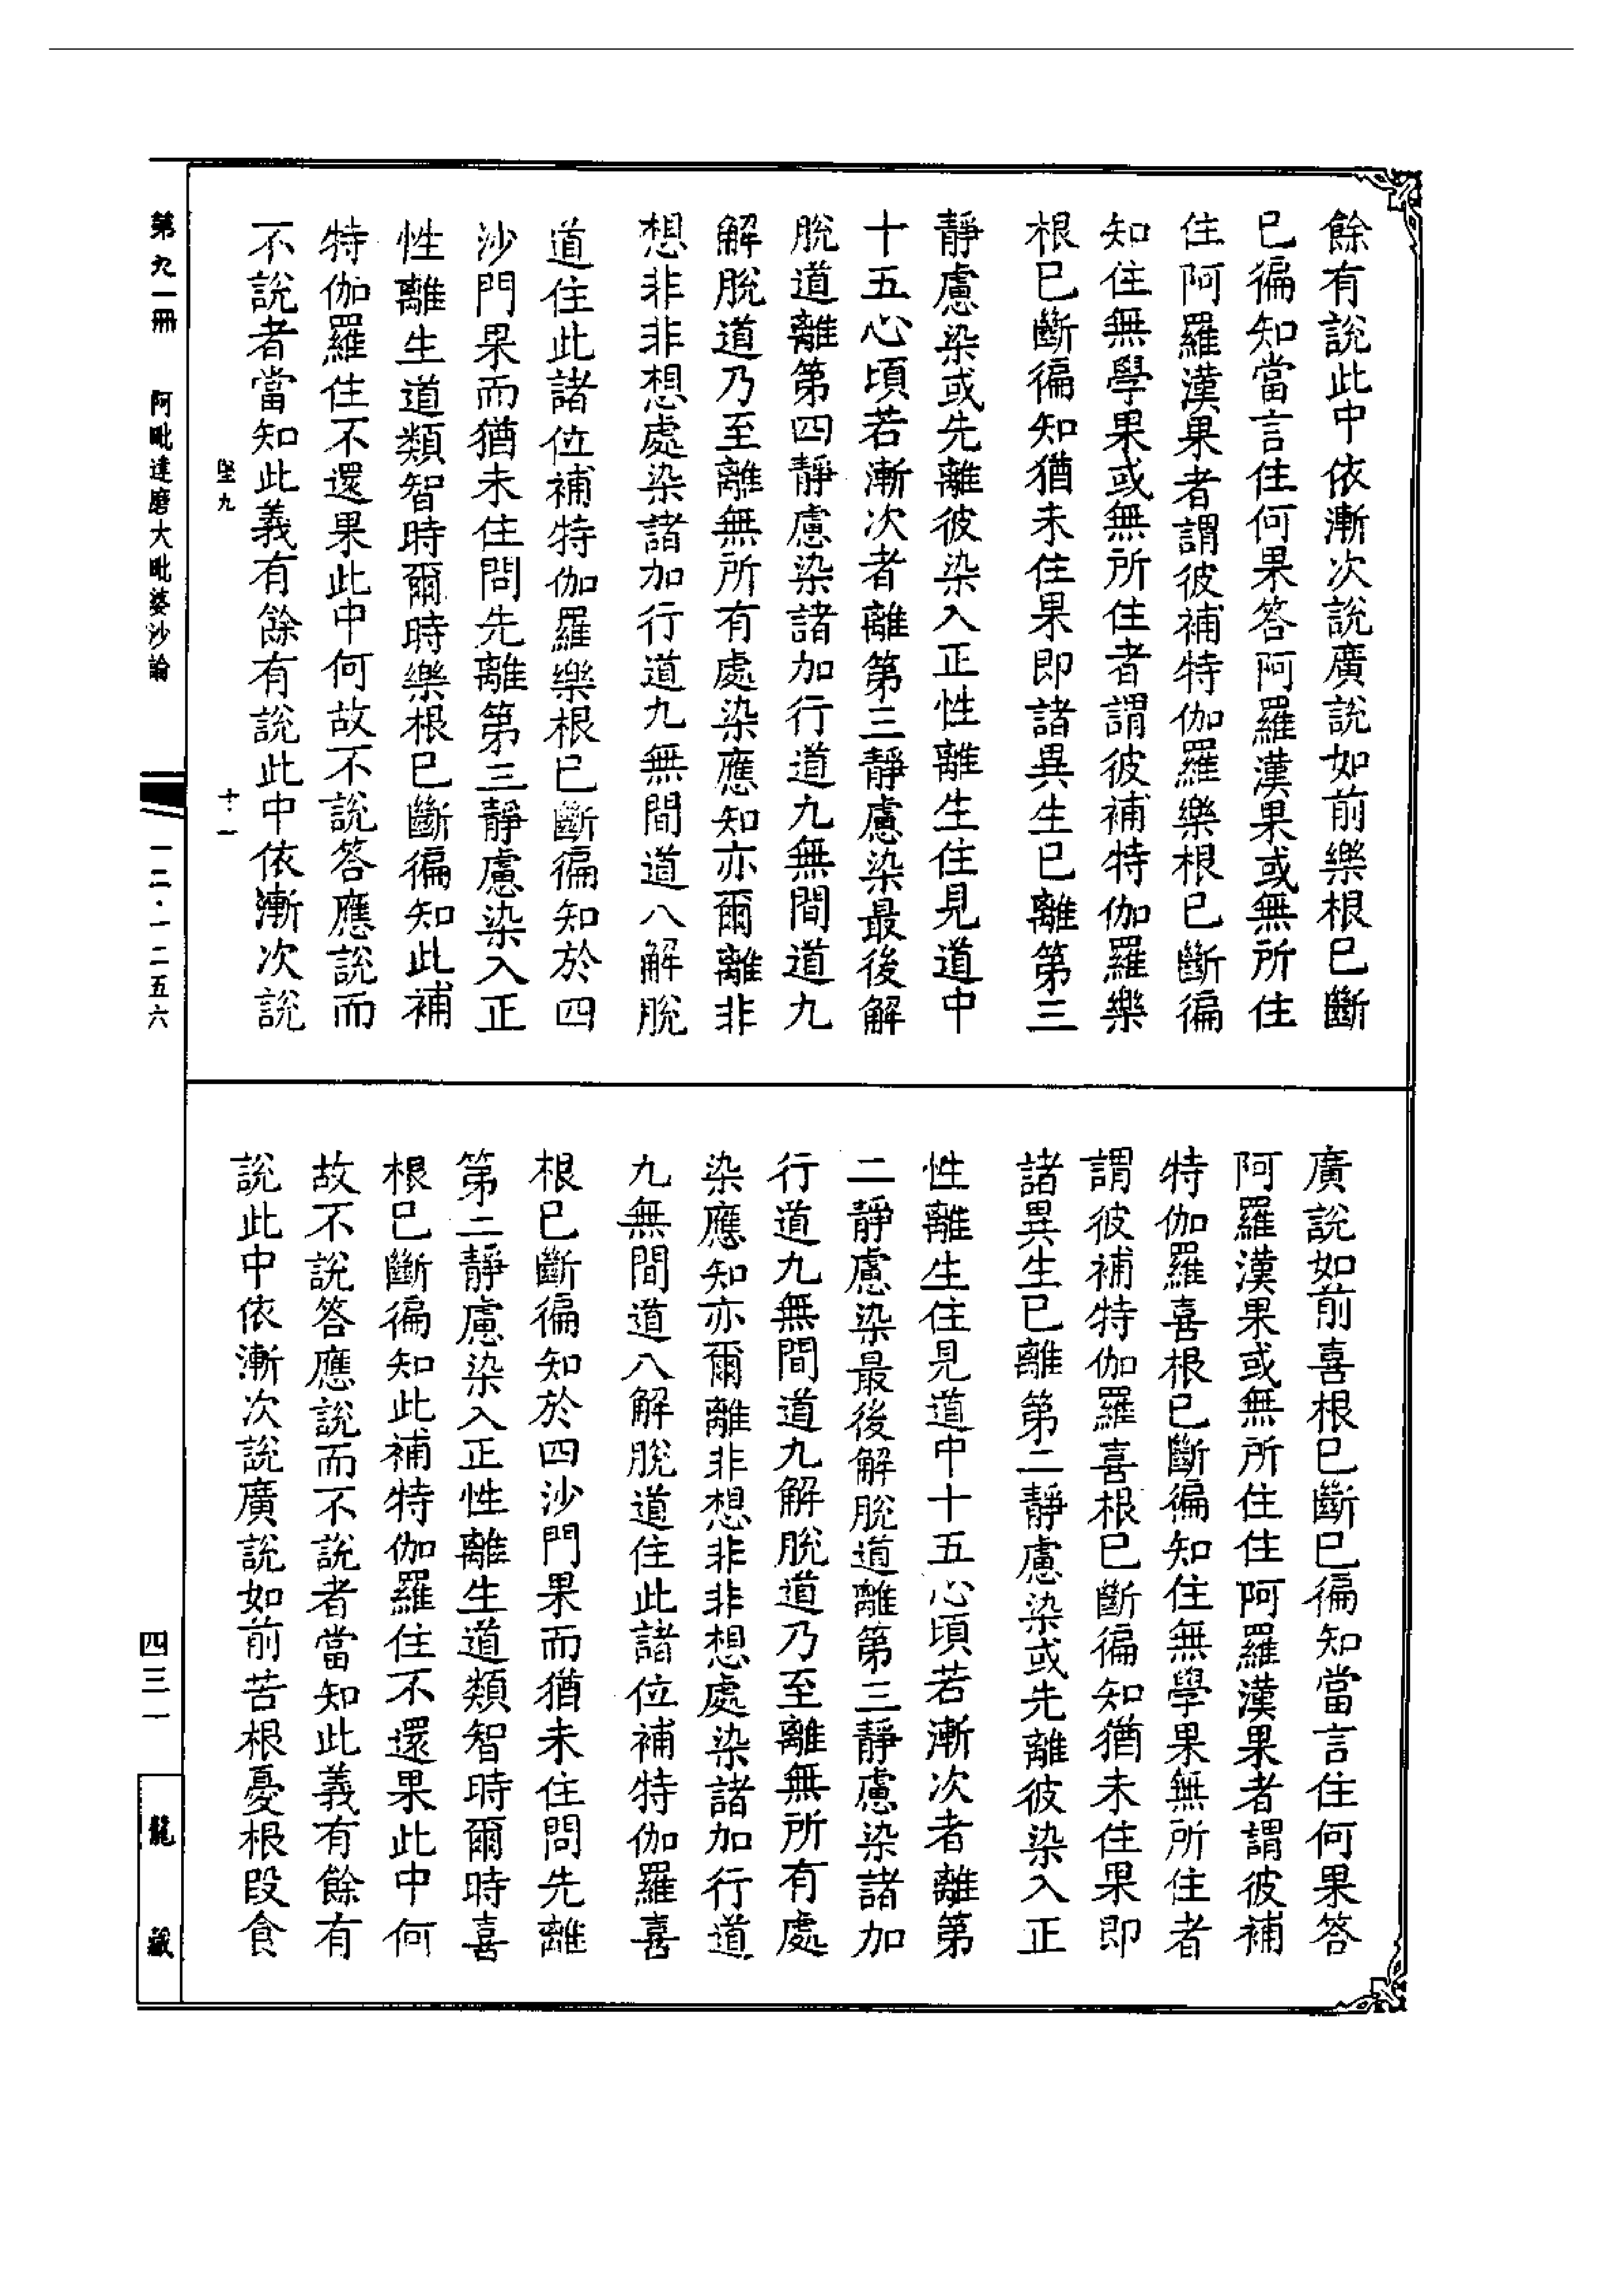 餘有說此中依漸次說廣說如前樂根已斷
已徧知當言住何果答阿羅漢果或無所住
住阿羅漢果者謂彼補特伽羅樂根已斷徧
知住無學果或無所住者謂彼補特伽羅樂
根已斷徧知猶未住果即諸異生已離第三
靜慮染或先離彼染入正性離生住見道中
十五心頃若漸次者離第三靜慮染最後解
脫道離第四靜慮染諸加行道九無間道九
解脫道乃至離無所有處染應知亦爾離非
想非非想處染諸加行道九無間道八解脫
道住此諸位補特伽羅樂根已斷徧知於四
沙門果而猶未住問先離第三靜慮染入正
性離生道類智時爾時樂根已斷徧知此補
特伽羅住不還果此中何故不說答應說而
不說者當知此義有餘有說此中依漸次說
廣說如前喜根已斷已徧知當言住何果答
阿羅漢果或無所住住阿羅漢果者謂彼補
特伽羅喜根已斷徧知住無學果無所住者
謂彼補特伽羅喜根已斷徧知猶未住果即
諸異生已離第二靜慮染或先離彼染入正
性離生住見道中十五心頃若漸次者離第
二靜慮染最後解脫道離第三靜慮染諸加
行道九無間道九解脫道乃至離無所有處
染應知亦爾離非想非非想處染諸加行道
九無間道八解脫道住此諸位補特伽羅喜
根已斷徧知於四沙門果而猶未住問先離
第二靜慮染入正性離生道類智時爾時喜
根已斷徧知此補特伽羅住不還果此中何
故不說答應說而不說者當知此義有餘有
說此中依漸次說廣說如前苦根憂根段食
堅九 十一
第九一冊 阿毗達磨大毗婆沙論 一二·一二五六
四三一
龍藏